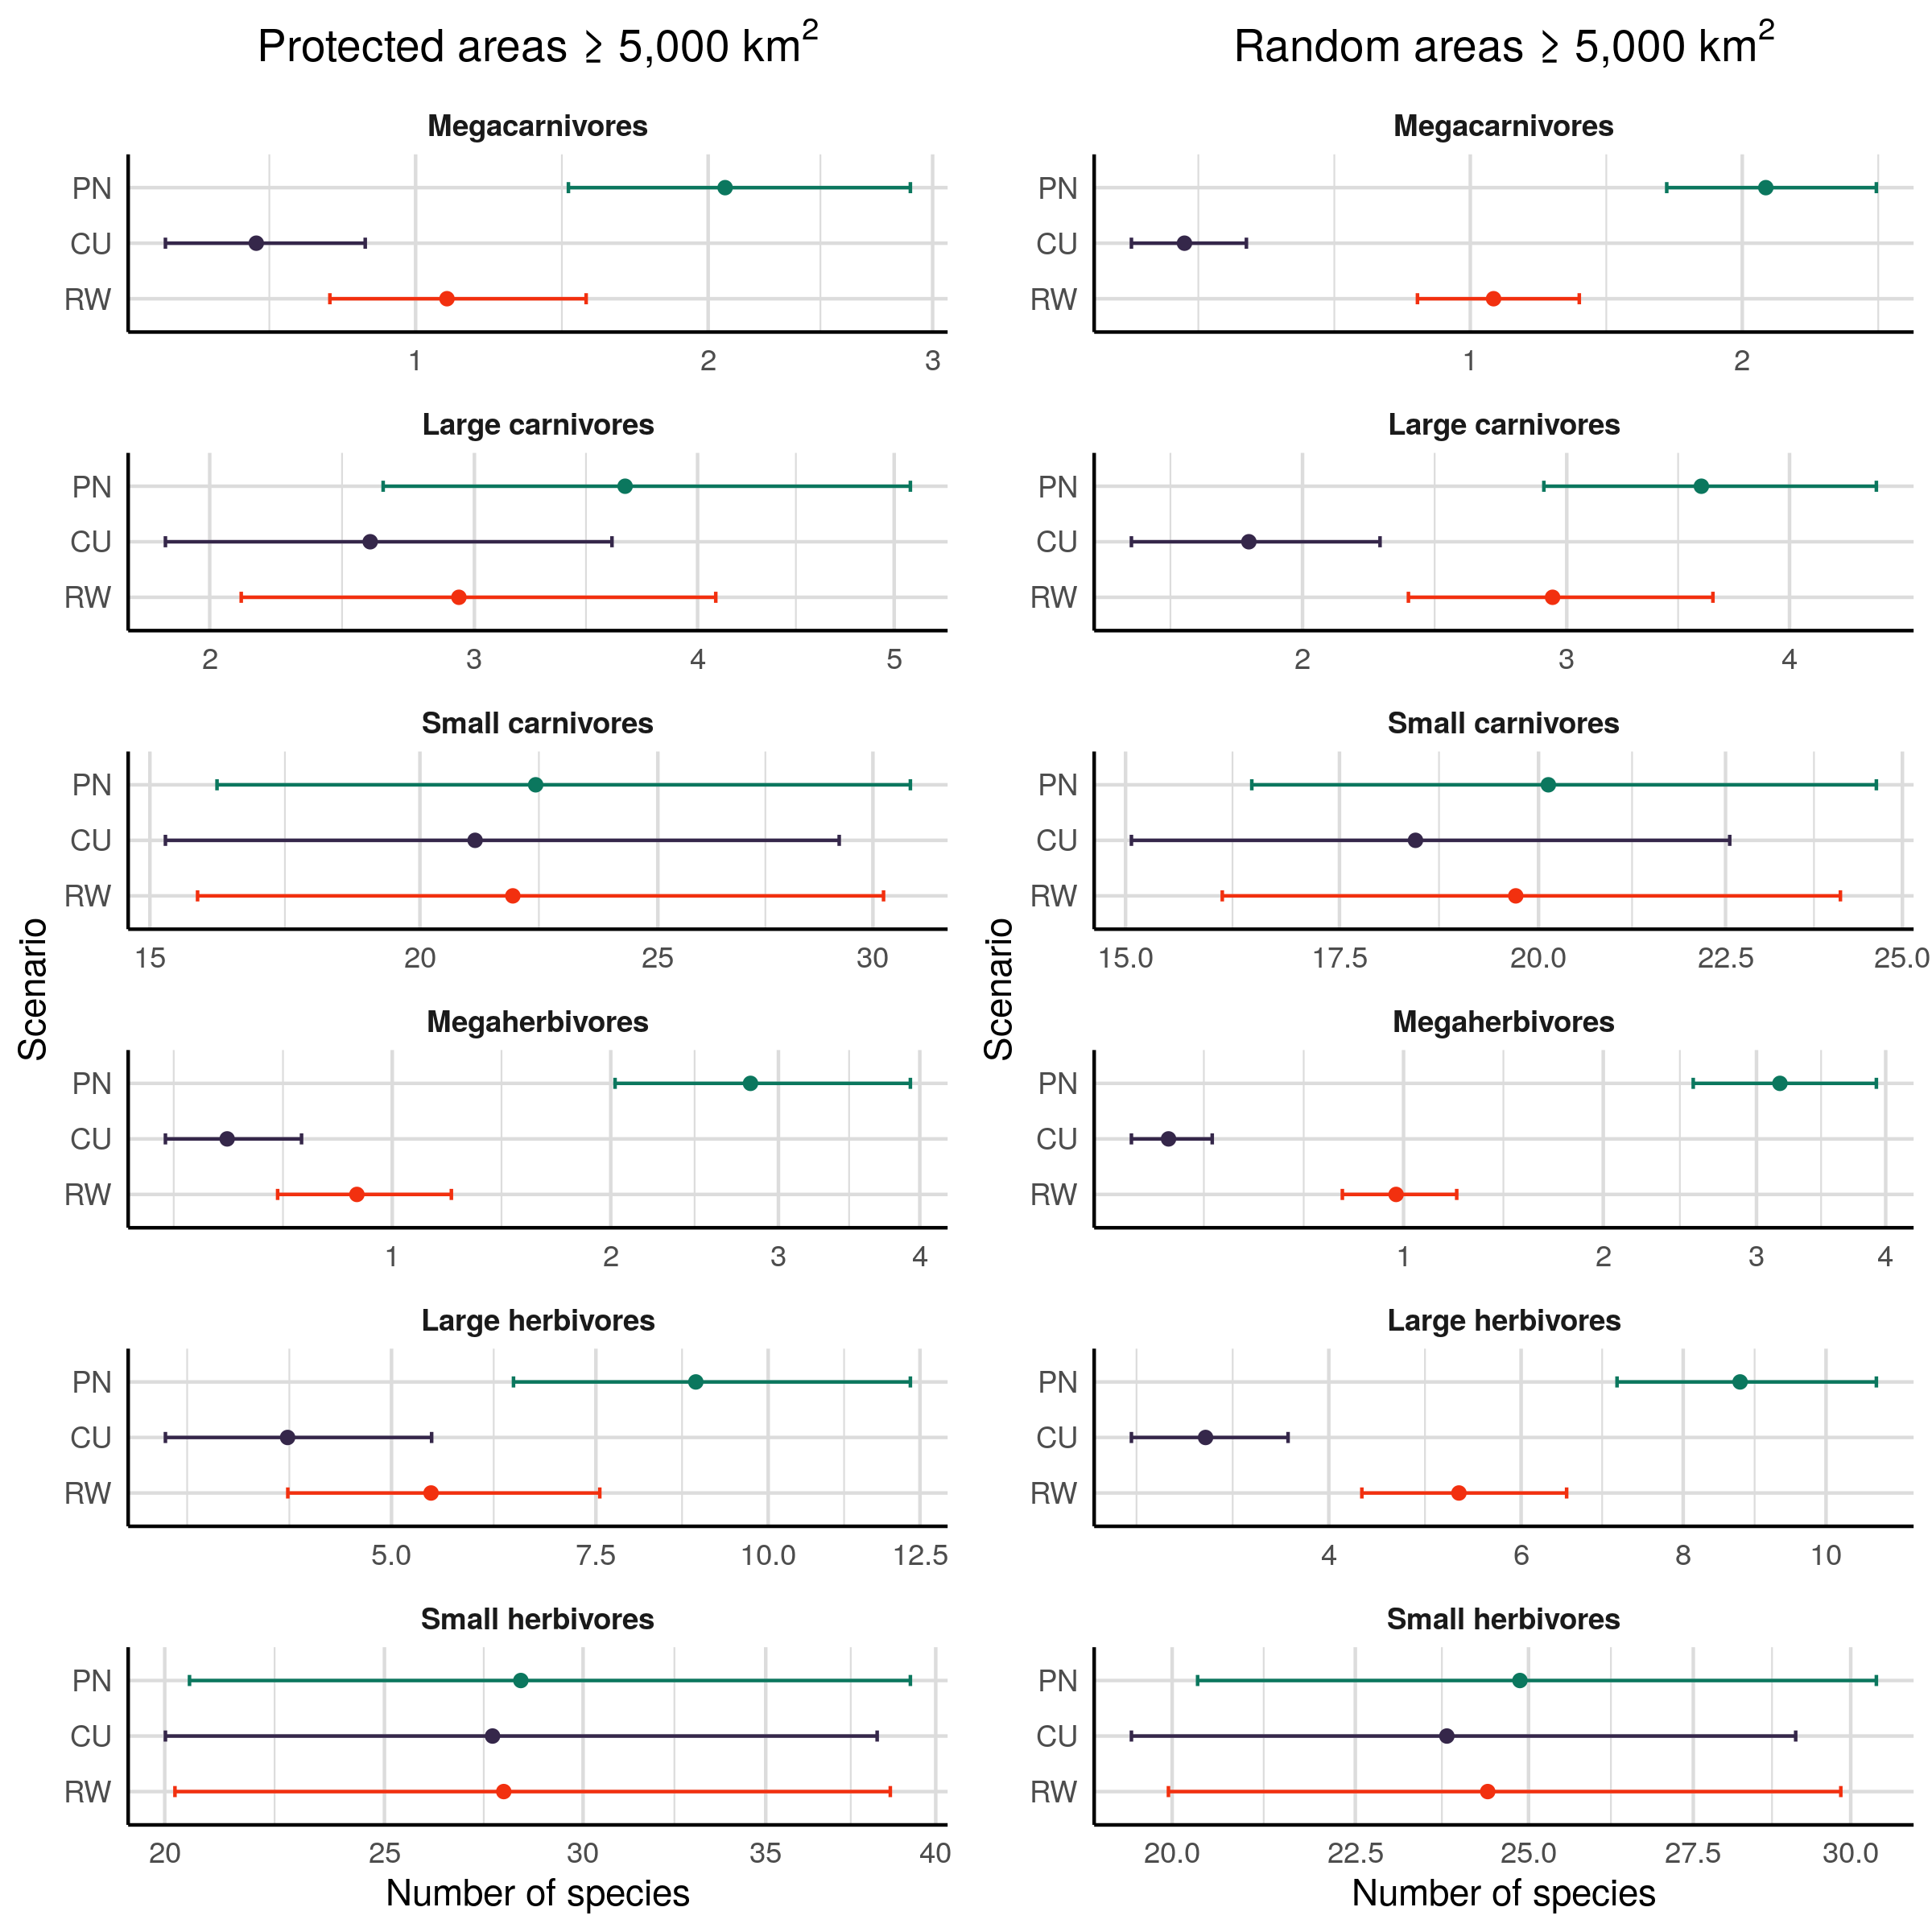 Protected areas ≥ 5,000 km²
Megacarnivores
PN
CU
RW
1 2 3
Large carnivores
PN
CU
RW
2 3 4 5
Small carnivores
PN
CU
RW
15 20 25 30
Megaherbivores
PN
CU
RW
1 2 3 4
Large herbivores
PN
CU
RW
5.0 7.5 10.0 12.5
Small herbivores
PN
CU
RW
20 25 30 35 40
Scenario
Number of species
Random areas ≥ 5,000 km²
Megacarnivores
PN
CU
RW
1 2
Large carnivores
PN
CU
RW
2 3 4
Small carnivores
PN
CU
RW
15.0 17.5 20.0 22.5 25.0
Megaherbivores
PN
CU
RW
1 2 3 4
Large herbivores
PN
CU
RW
4 6 8 10
Small herbivores
PN
CU
RW
20.0 22.5 25.0 27.5 30.0
Scenario
Number of species